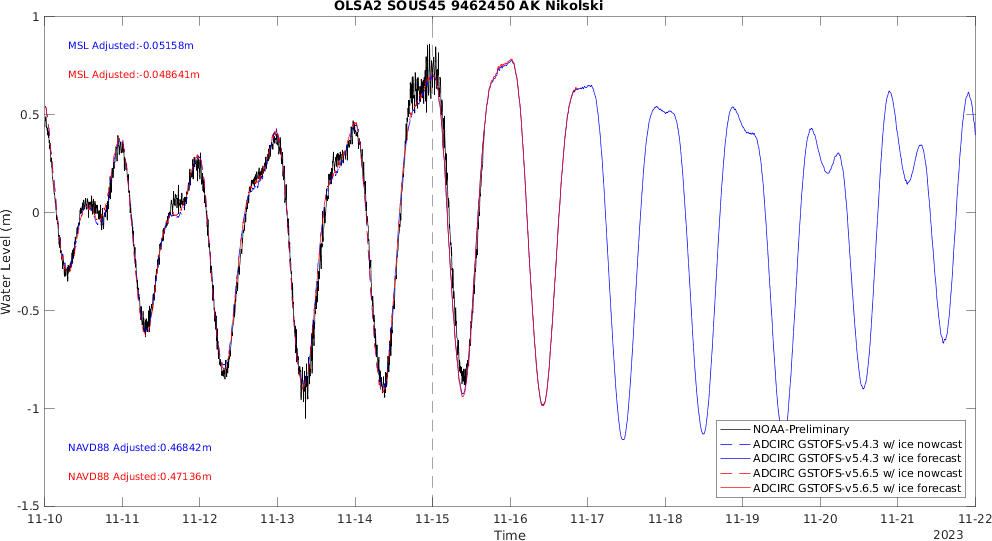 OLSA2 SOUS45 9462450 AK Nikolski
1
0.5
0
-0.5
-1
-1.5
Water Level (m)
MSL Adjusted:-0.05158m
MSL Adjusted:-0.048641m
NAVD88 Adjusted:0.46842m
NAVD88 Adjusted:0.47136m
NOAA-Preliminary
ADCIRC GSTOFS-v5.4.3 w/ ice nowcast
ADCIRC GSTOFS-v5.4.3 w/ ice forecast
ADCIRC GSTOFS-v5.6.5 w/ ice nowcast
ADCIRC GSTOFS-v5.6.5 w/ ice forecast
11-10 11-11 11-12 11-13 11-14 11-15 11-16 11-17 11-18 11-19 11-20 11-21 11-22
Time
2023